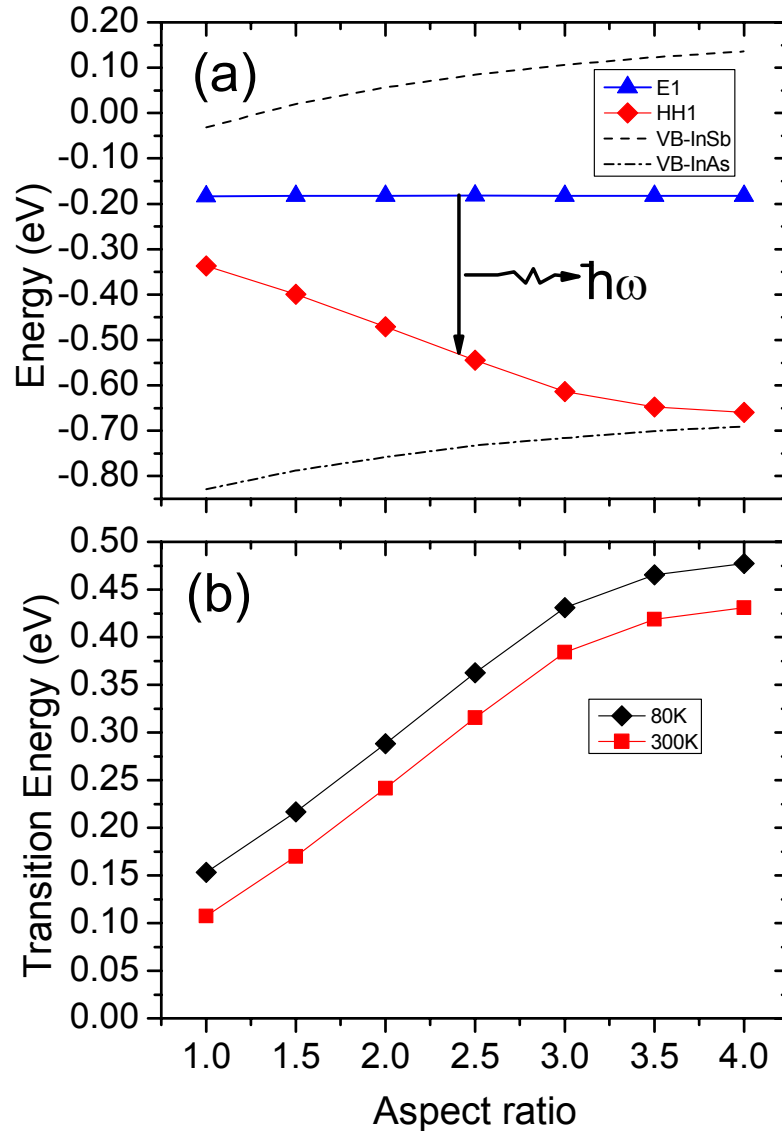 (a)
E1
HH1
VB-InSb
VB-InAs
ħω
Energy (eV)
0.20
0.10
0.00
-0.10
-0.20
-0.30
-0.40
-0.50
-0.60
-0.70
-0.80
(b)
80K
300K
Transition Energy (eV)
0.50
0.45
0.40
0.35
0.30
0.25
0.20
0.15
0.10
0.05
0.00
1.0 1.5 2.0 2.5 3.0 3.5 4.0
Aspect ratio